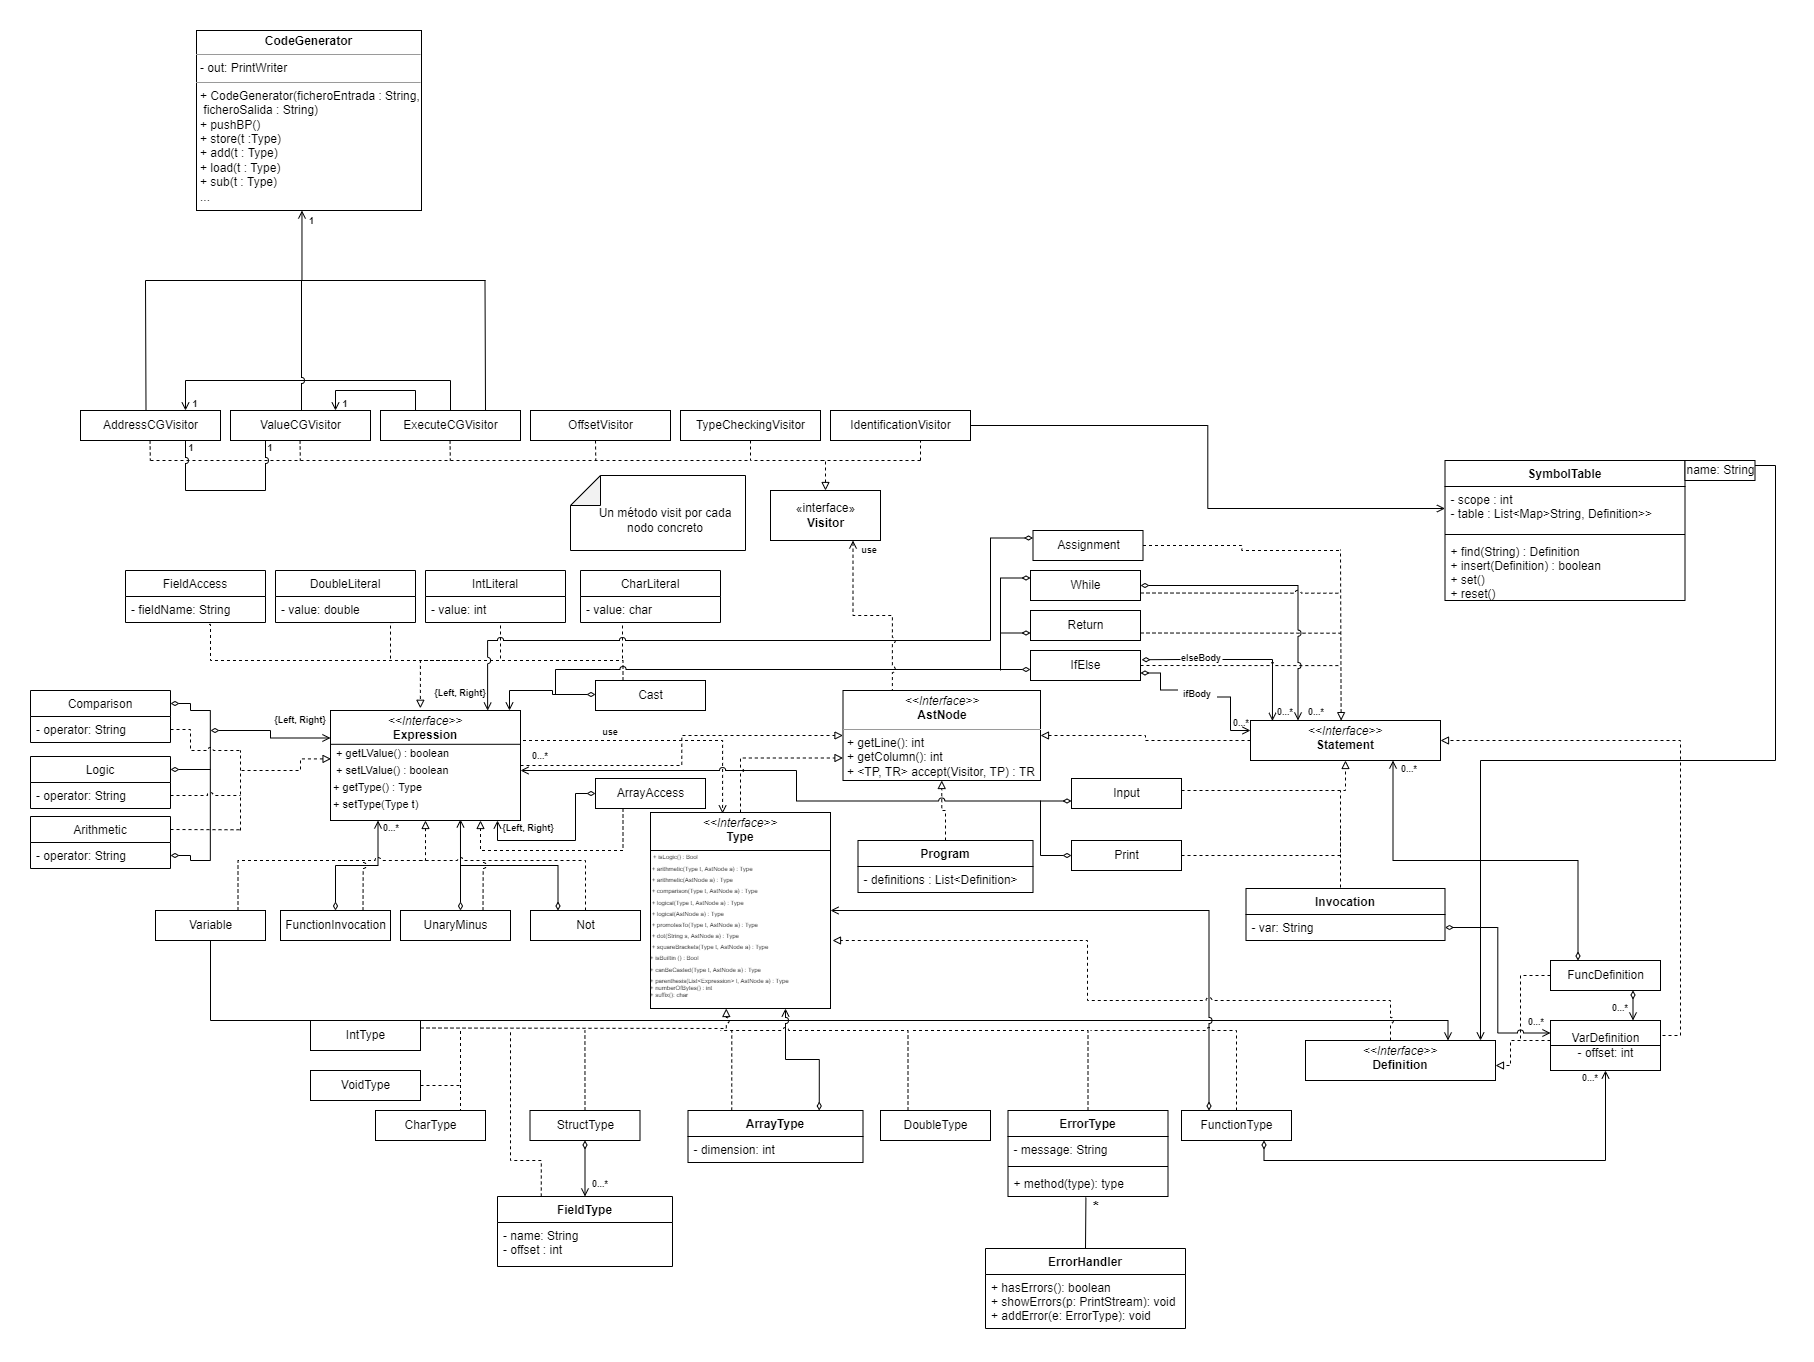 CodeGenerator
- out: PrintWriter
+ CodeGenerator(ficheroEntrada : String,
ficheroSalida : String)
+ pushBP()
+ store(t :Type)
+ add(t : Type)
+ load(t : Type)
+ sub(t : Type)
...
1
1
1
AddressCGVisitor
ValueCGVisitor
ExecuteCGVisitor
OffsetVisitor
TypeCheckingVisitor
IdentificationVisitor
1
1
SymbolTable
name: String
- scope : int
- table : List<Map>String, Definition>>
+ find(String) : Definition
+ insert(Definition) : boolean
+ set()
+ reset()
Un método visit por cada
nodo concreto
«interface»
Visitor
use
Assignment
While
Return
IfElse
elseBody
ifBody
0...*
0...*
0...*
FieldAccess
- fieldName: String
DoubleLiteral
- value: double
IntLiteral
- value: int
CharLiteral
- value: char
Cast
{Left, Right}
{Left, Right}
Comparison
- operator: String
Logic
- operator: String
Arithmetic
- operator: String
<<Interface>>
Expression
+ getLValue() : boolean
+ setLValue() : boolean
+ getType() : Type
+ setType(Type t)
use
0...*
0...*
{Left, Right}
ArrayAccess
<<Interface>>
AstNode
+ getLine(): int
+ getColumn(): int
+ <TP, TR> accept(Visitor, TP) : TR
<<Interface>>
Statement
0...*
Input
Print
Program
- definitions : List<Definition>
<<Interface>>
Type
+ isLogic() : Bool
+ arithmetic(Type t, AstNode a) : Type
+ arithmetic(AstNode a) : Type
+ comparison(Type t, AstNode a) : Type
+ logical(Type t, AstNode a) : Type
+ logical(AstNode a) : Type
+ promotesTo(Type t, AstNode a) : Type
+ dot(String s, AstNode a) : Type
+ squareBrackets(Type t, AstNode a) : Type
+ isBuiltIn () : Bool
+ canBeCasted(Type t, AstNode a) : Type
+ parenthesis(List<Expression> l, AstNode a) : Type
+ numberOfBytes() : int
+ suffix(): char
Invocation
- var: String
Variable
FunctionInvocation
UnaryMinus
Not
FuncDefinition
0...*
0...*
VarDefinition
- offset: int
0...*
<<Interface>>
Definition
IntType
VoidType
CharType
StructType
0...*
FieldType
- name: String
- offset : int
ArrayType
- dimension: int
DoubleType
ErrorType
- message: String
+ method(type): type
*
FunctionType
ErrorHandler
+ hasErrors(): boolean
+ showErrors(p: PrintStream): void
+ addError(e: ErrorType): void